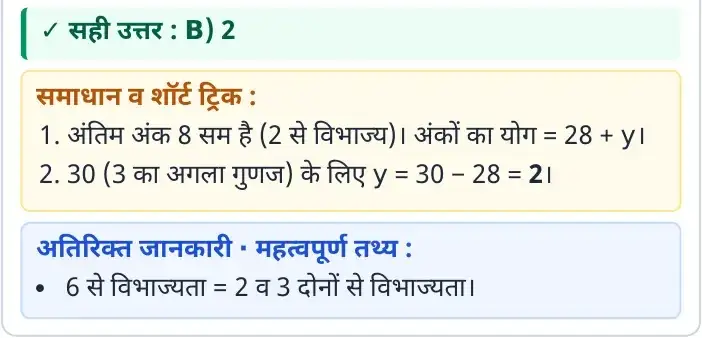 ✓ सही उत्तर : B) 2
समाधान व शॉर्ट ट्रिक :
1. अंतिम अंक 8 सम है (2 से विभाज्य)। अंकों का योग = 28 + y।
2. 30 (3 का अगला गुणज) के लिए y = 30 − 28 = 2।
अतिरिक्त जानकारी · महत्वपूर्ण तथ्य :
• 6 से विभाज्यता = 2 व 3 दोनों से विभाज्यता।